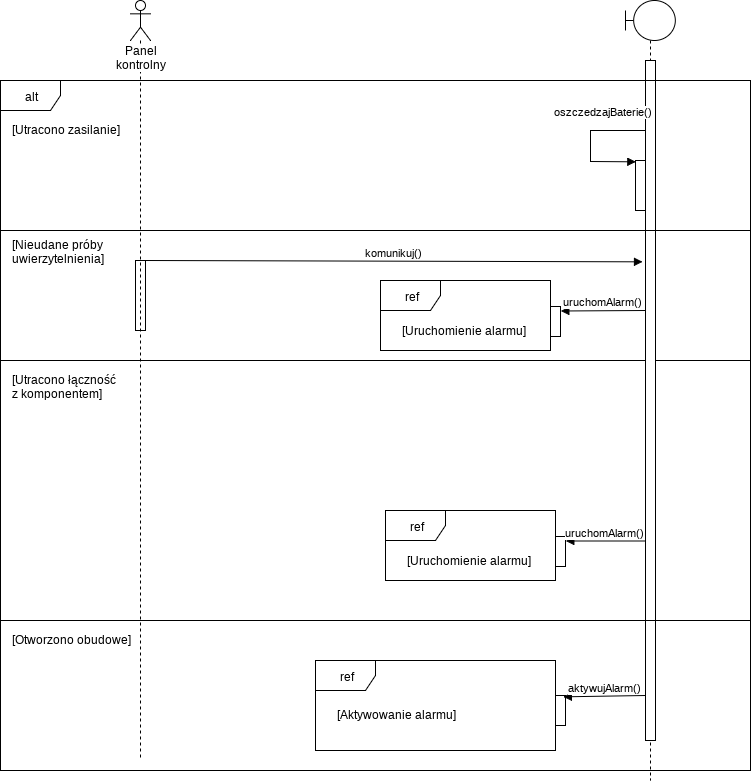 Panel
kontrolny
alt
oszczedzajBaterie()
[Utracono zasilanie]
[Nieudane próby
uwierzytelnienia]
komunikuj()
ref
uruchomAlarm()
[Uruchomienie alarmu]
[Utracono łączność
z komponentem]
ref
uruchomAlarm()
[Uruchomienie alarmu]
[Otworzono obudowe]
ref
aktywujAlarm()
[Aktywowanie alarmu]